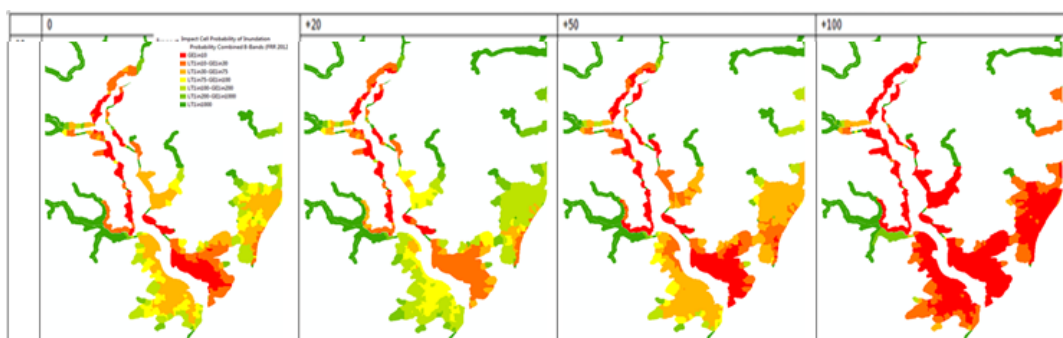 0
+20
+50
+100
Impact Cell Probability of Inundation
Probability Combined 8-Bands (FRM 201
GE1in10
LT1in10-GE1in30
LT1in30-GE1in75
LT1in75-GE1in100
LT1in100-GE1in200
LT1in200-GE1in1000
LT1in1000